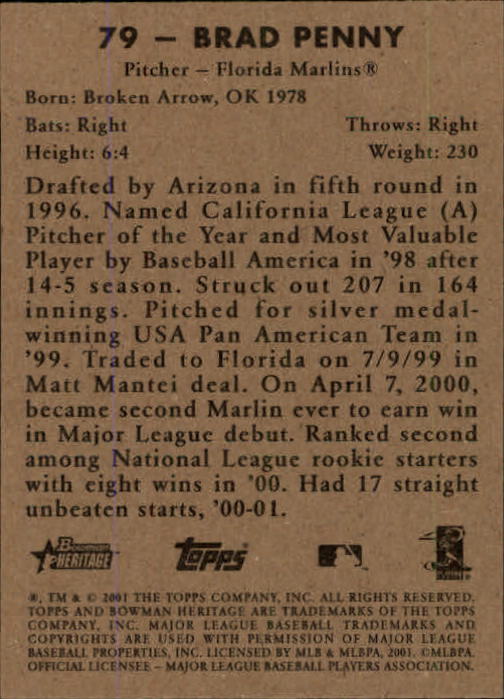 79 – BRAD PENNY
Pitcher – Florida Marlins®
Born: Broken Arrow, OK 1978
Bats: Right Throws: Right
Height: 6:4 Weight: 230
Drafted by Arizona in fifth round in
1996. Named California League (A)
Pitcher of the Year and Most Valuable
Player by Baseball America in '98 after
14-5 season. Struck out 207 in 164
innings. Pitched for silver medal-
winning USA Pan American Team in
'99. Traded to Florida on 7/9/99 in
Matt Mantei deal. On April 7, 2000,
became second Marlin ever to earn win
in Major League debut. Ranked second
among National League rookie starters
with eight wins in '00. Had 17 straight
unbeaten starts, '00-01.
Bowman
HERITAGE
TOPPS
®, TM & © 2001 THE TOPPS COMPANY, INC. ALL RIGHTS RESERVED.
TOPPS AND BOWMAN HERITAGE ARE TRADEMARKS OF THE TOPPS
COMPANY, INC. MAJOR LEAGUE BASEBALL TRADEMARKS AND
COPYRIGHTS ARE USED WITH PERMISSION OF MAJOR LEAGUE
BASEBALL PROPERTIES, INC. LICENSED BY MLB & MLBPA, 2001. ©MLBPA.
OFFICIAL LICENSEE – MAJOR LEAGUE BASEBALL PLAYERS ASSOCIATION.